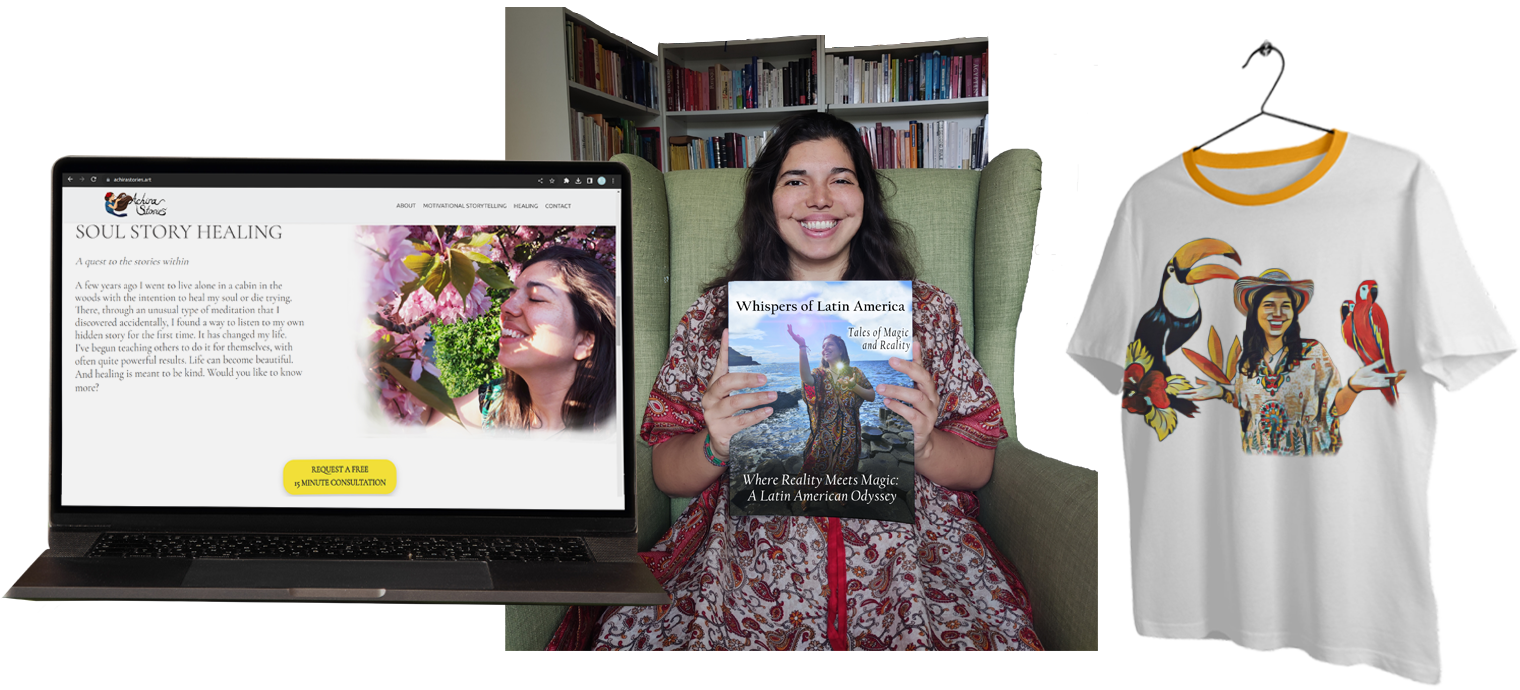 achirastories.art
Achira
Stories
ABOUT MOTIVATIONAL STORYTELLING HEALING CONTACT
SOUL STORY HEALING
A quest to the stories within
A few years ago I went to live alone in a cabin in the
woods with the intention to heal my soul or die trying.
There, through an unusual type of meditation that I
discovered accidentally, I found a way to listen to my own
hidden story for the first time. It has changed my life.
I've begun teaching others to do it for themselves, with
often quite powerful results. Life can become beautiful.
And healing is meant to be kind. Would you like to know
more?
REQUEST A FREE
15 MINUTE CONSULTATION
Whispers of Latin America
Tales of Magic
and Reality
Where Reality Meets Magic:
A Latin American Odyssey